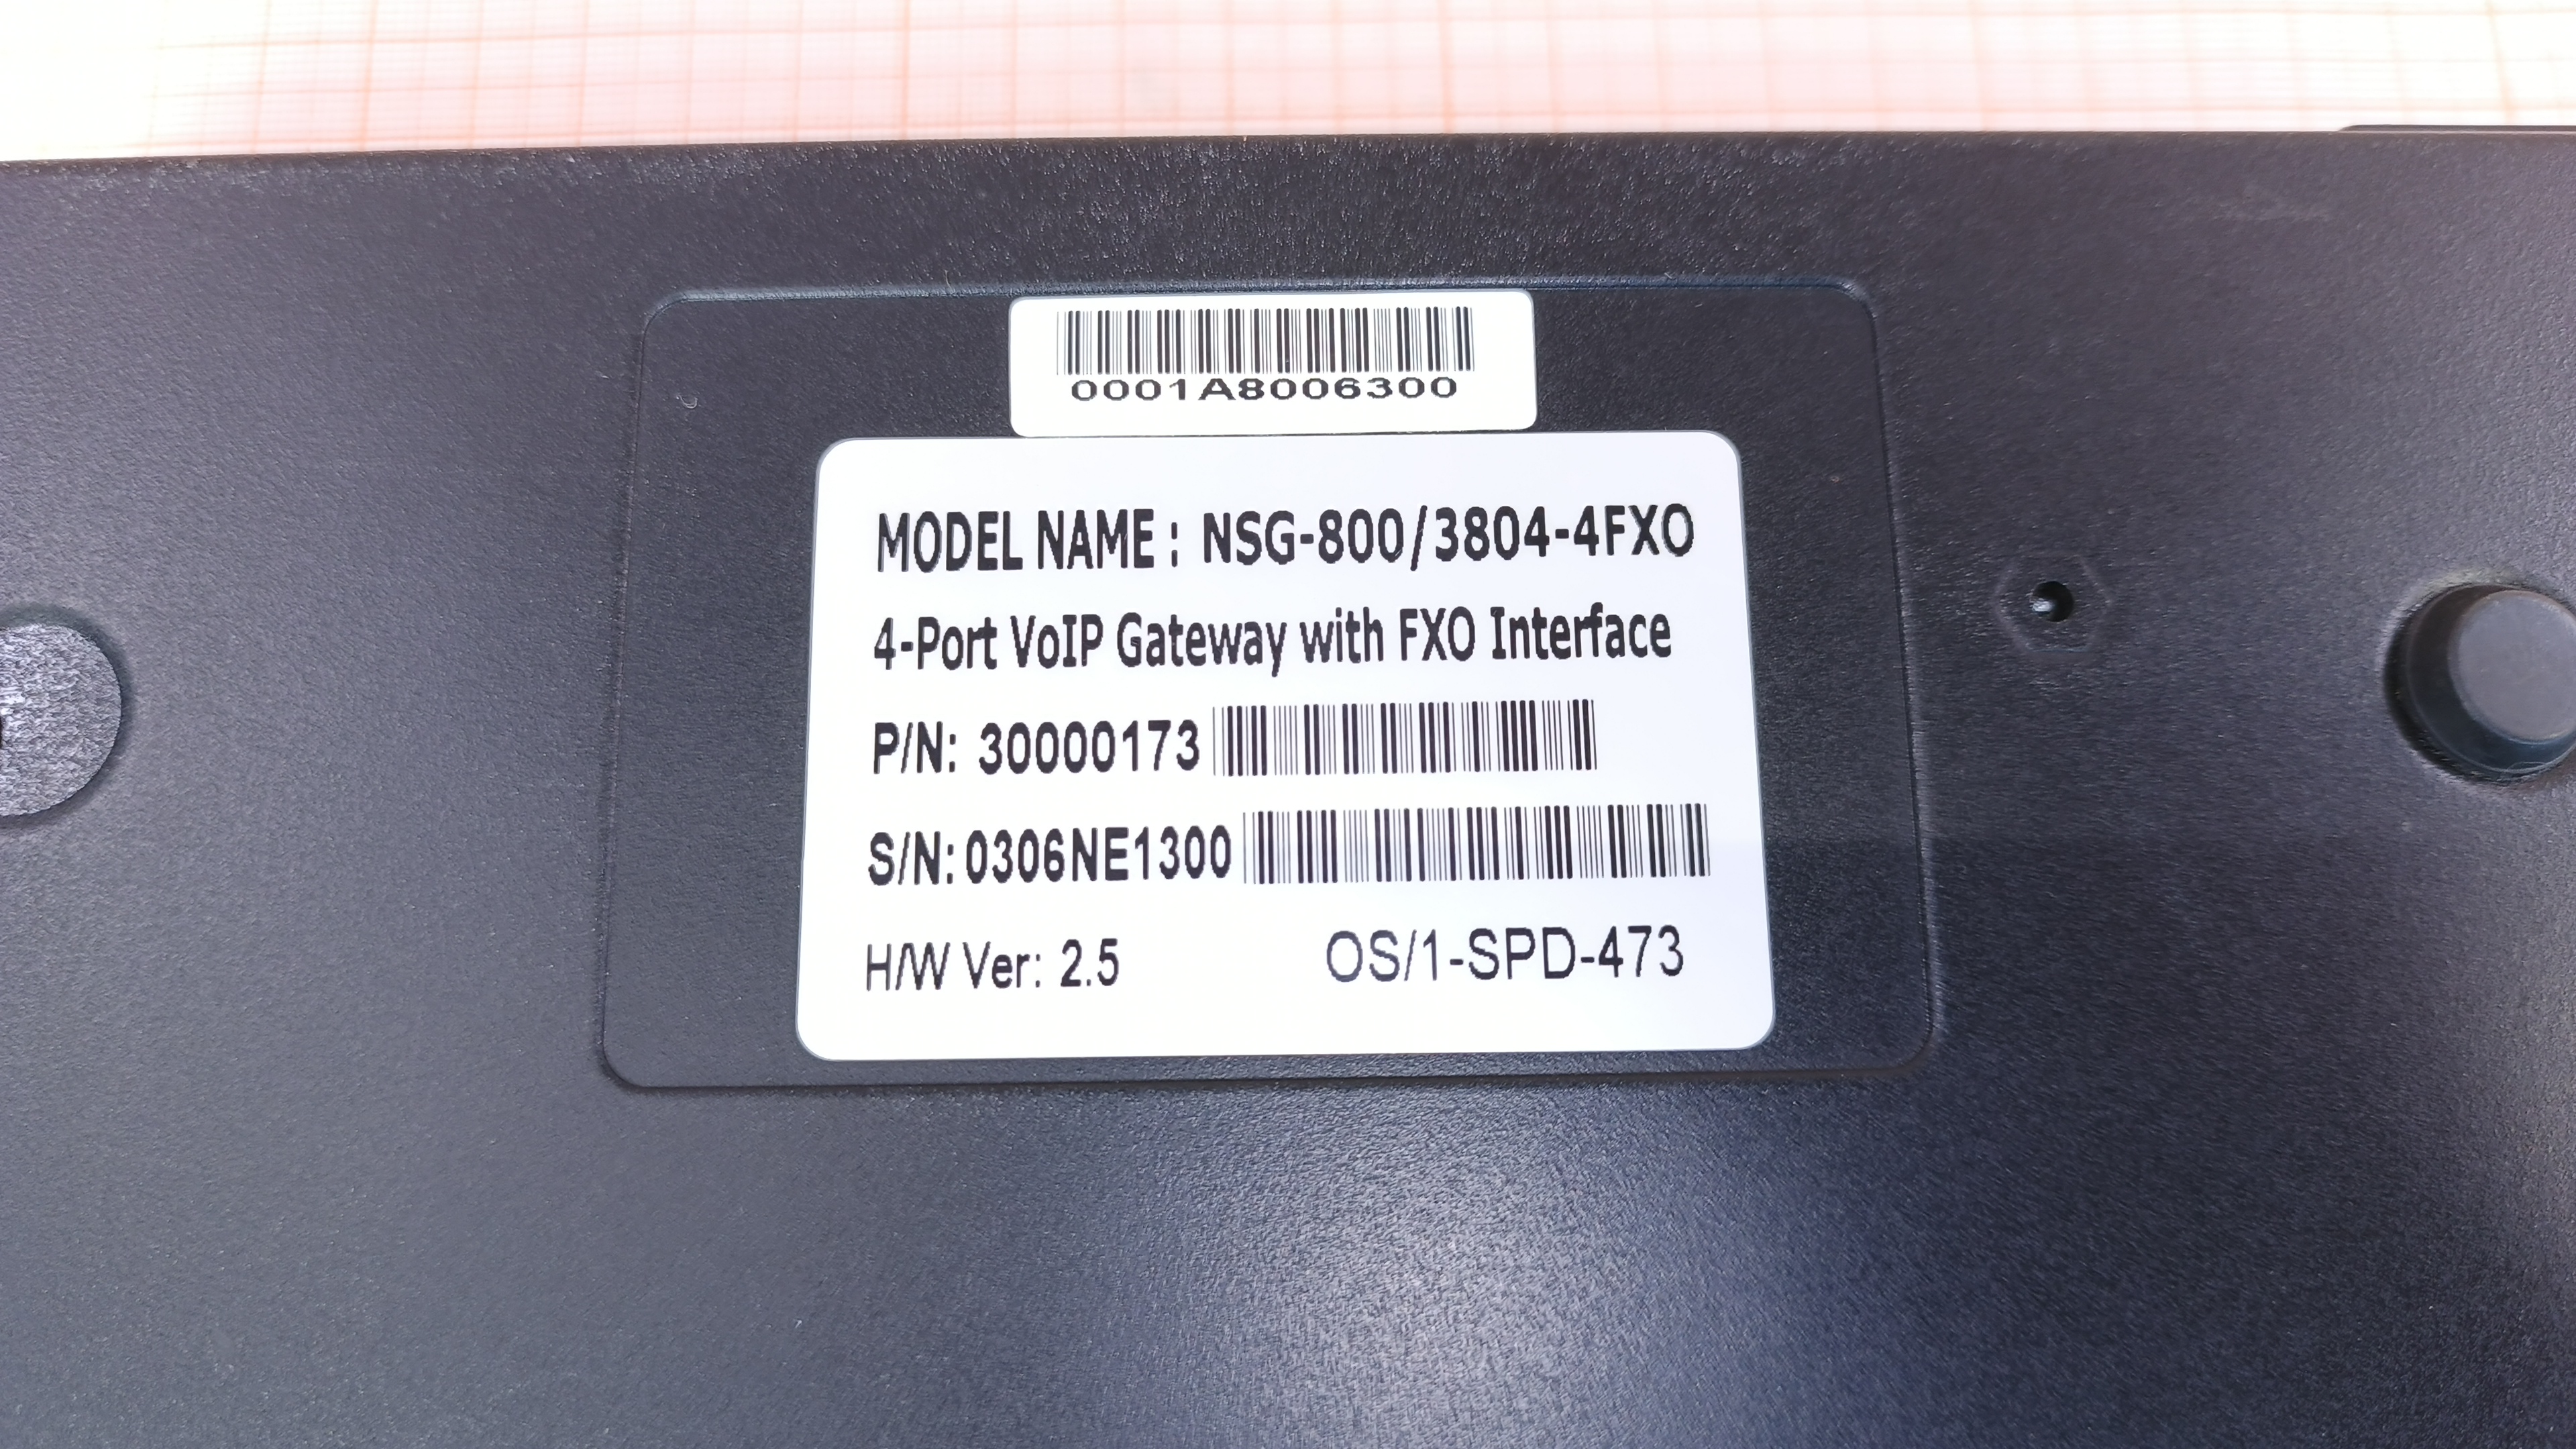 0001A8006300
MODEL NAME : NSG-800/3804-4FXO
4-Port VoIP Gateway with FXO Interface
P/N: 30000173
S/N: 0306NE1300
H/W Ver: 2.5 OS/1-SPD-473